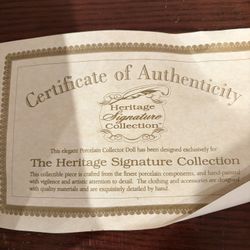 Certificate of Authenticity
Heritage
Signature
Collection
This elegant Porcelain Collector Doll has been designed exclusively for
The Heritage Signature Collection
This collectible piece is crafted from the finest porcelain components, and hand-painted
with vigilence and artistic attention to detail. The clothing and accessories are designed
with quality materials and are exquisitely detailed by hand.